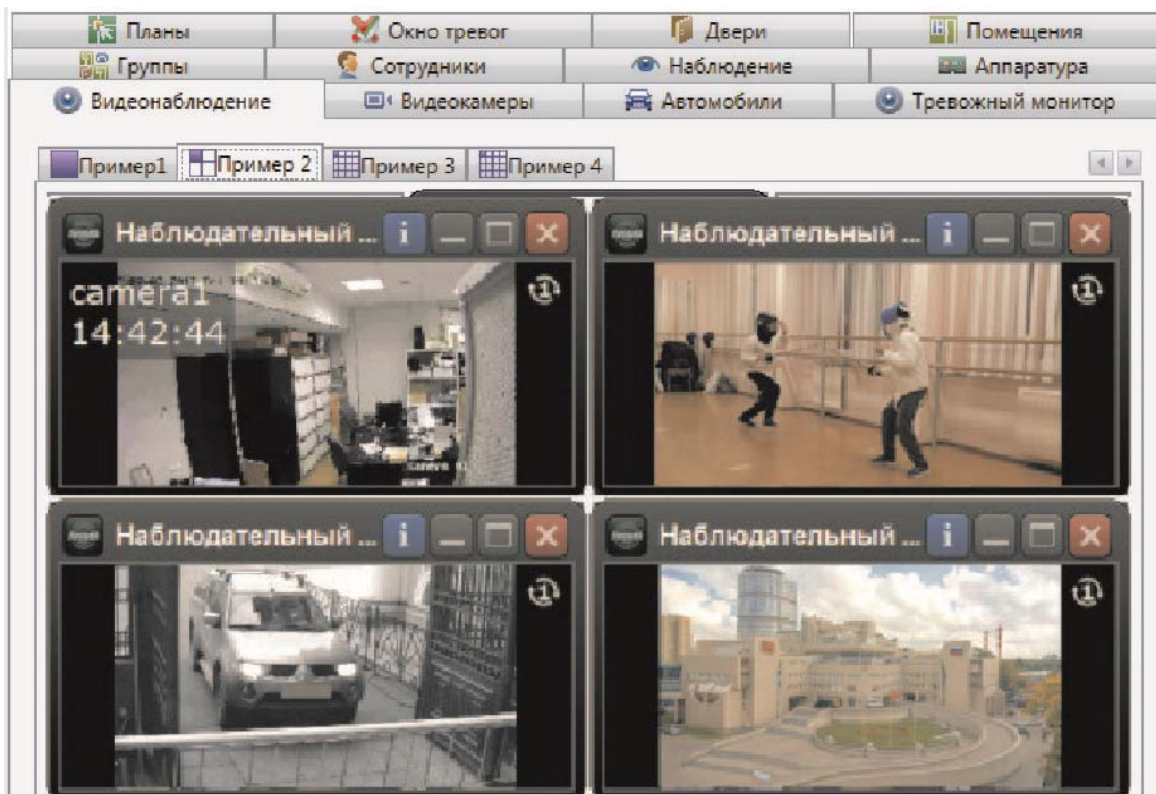 Планы Окно тревог Двери Помещения
Группы Сотрудники Наблюдение Аппаратура
Видеонаблюдение Видеокамеры Автомобили Тревожный монитор
Пример1 Пример 2 Пример 3 Пример 4
Наблюдательный ... Наблюдательный ...
camera1
14:42:44
Наблюдательный ... Наблюдательный ...